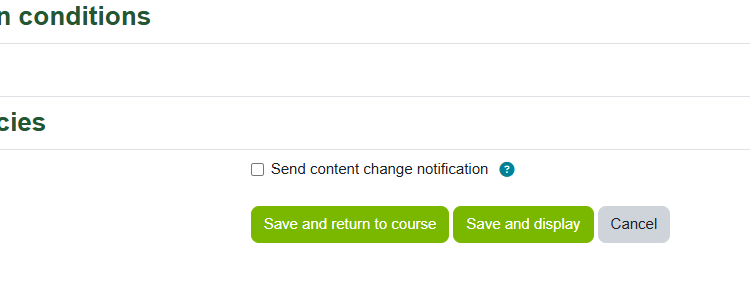 n conditions
cies
Send content change notification ?
Save and return to course Save and display Cancel